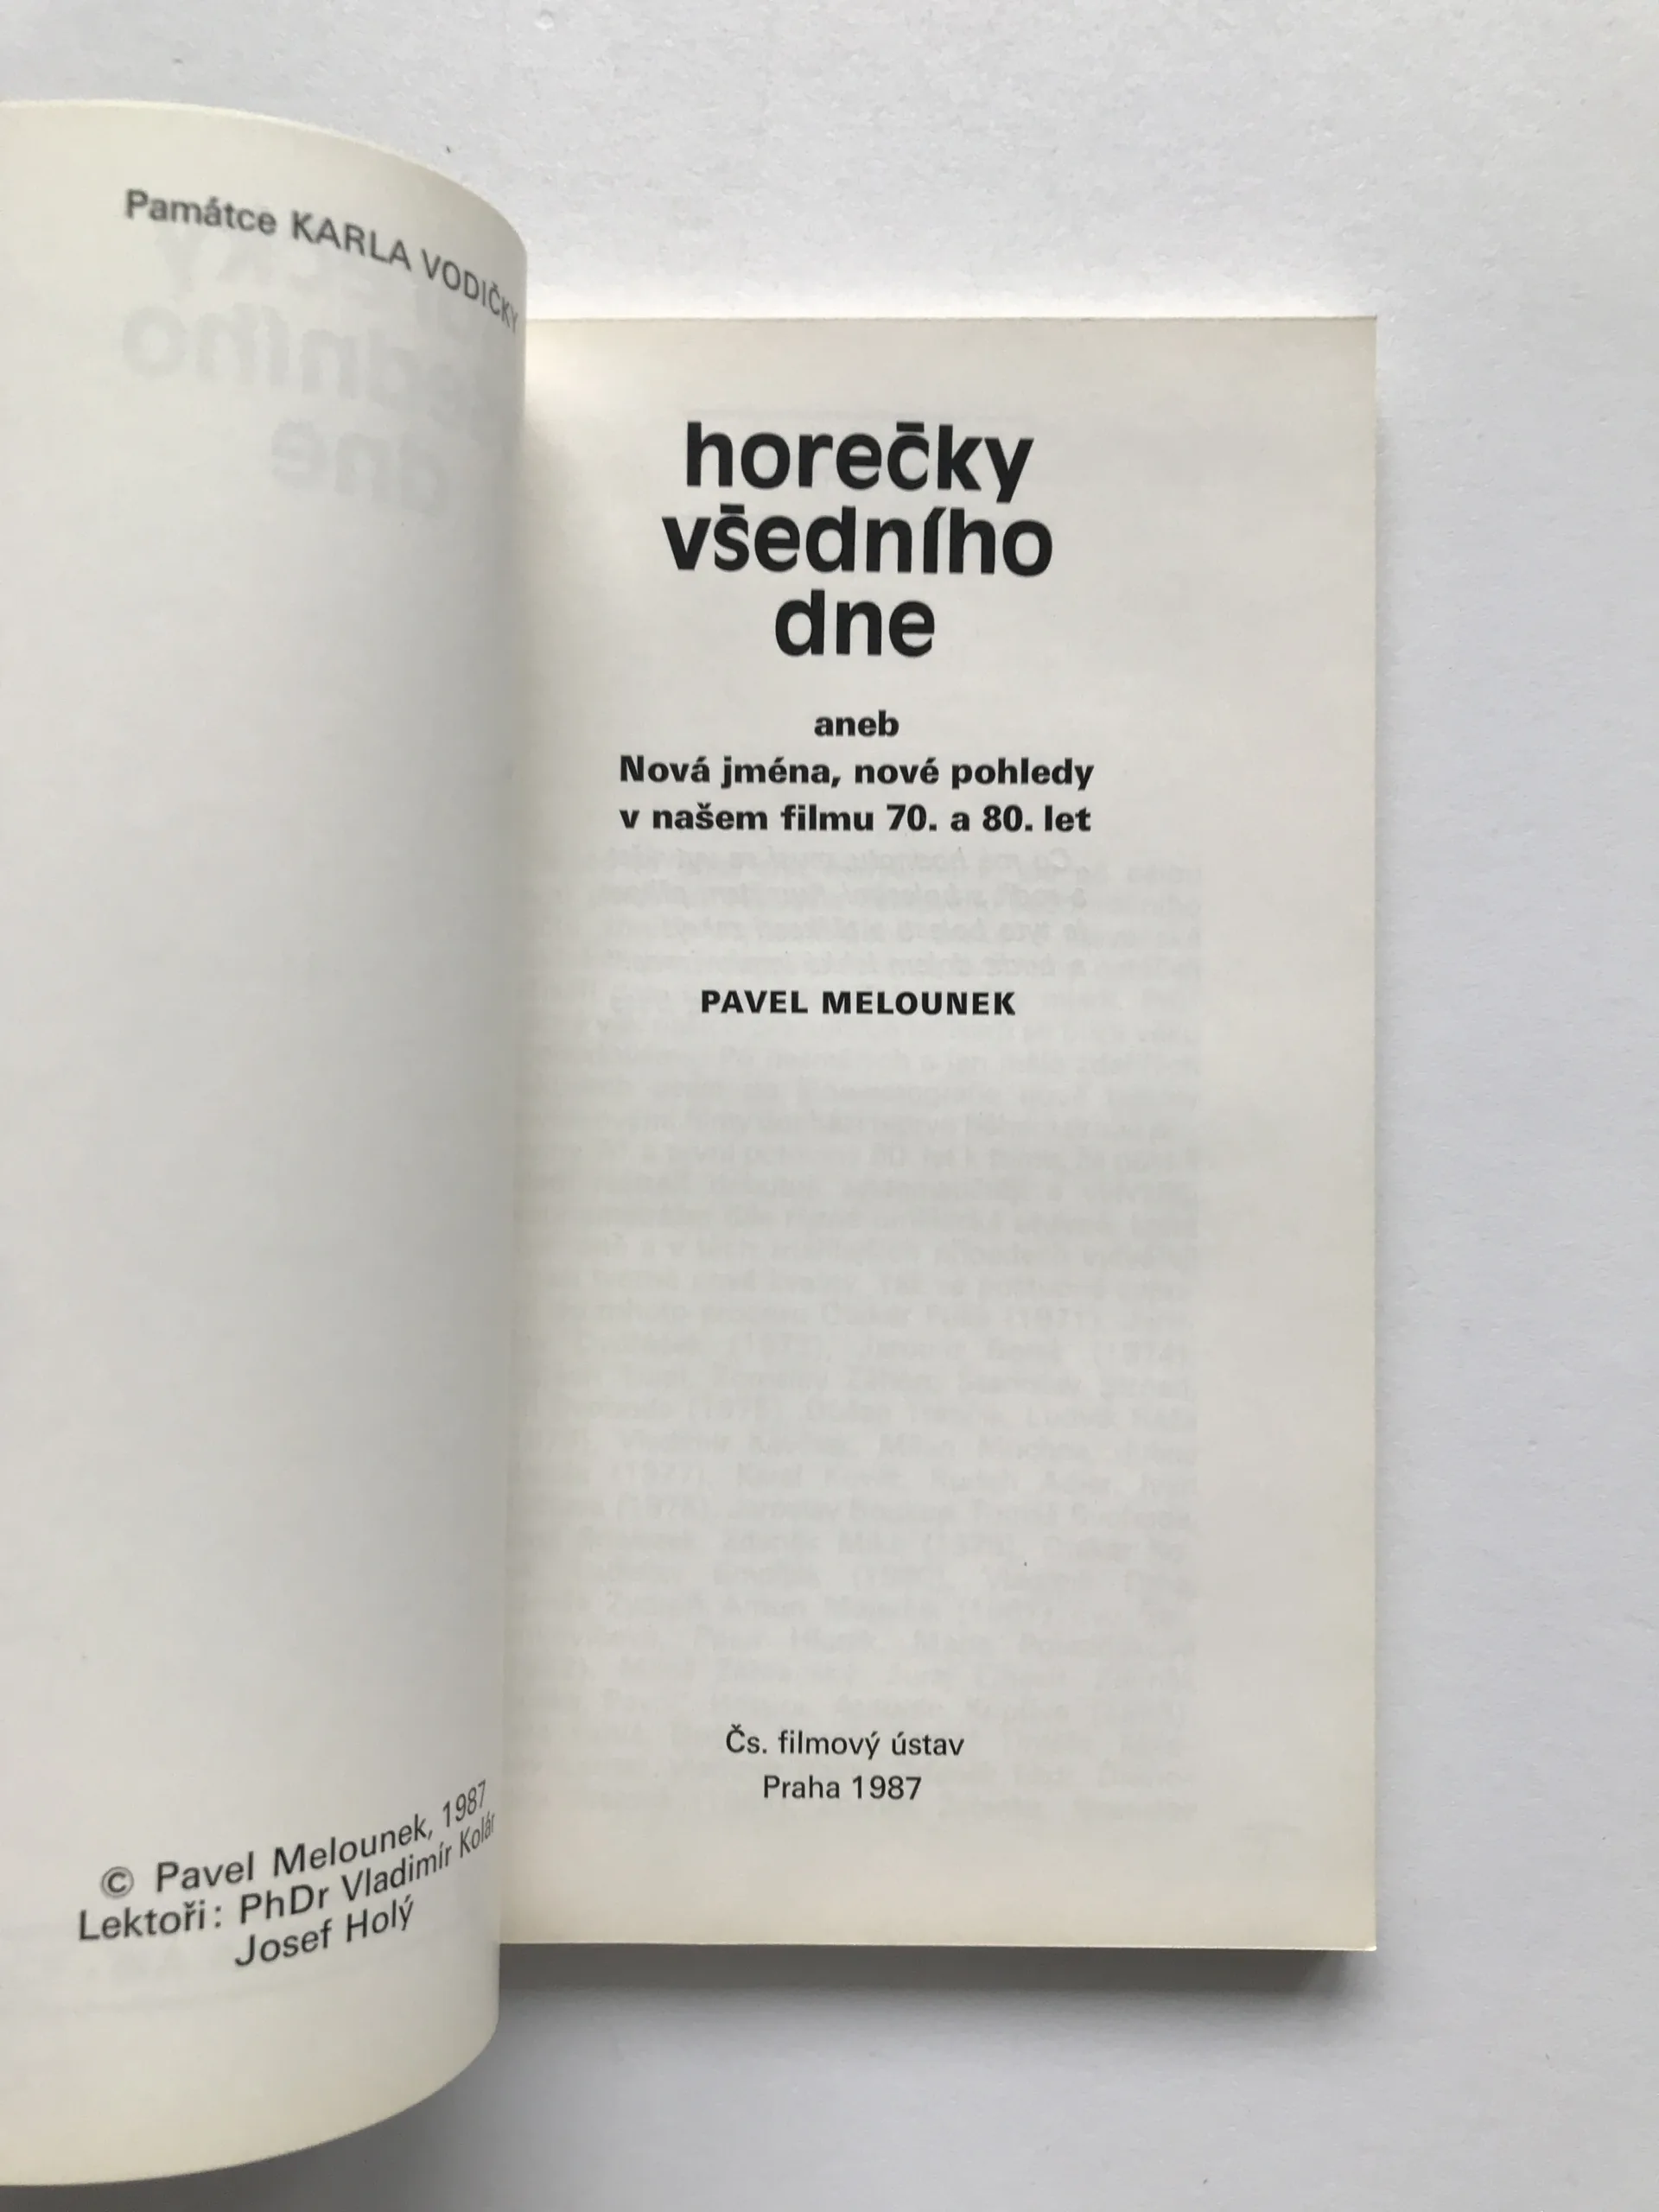 Památce KARLA VODIČKY
© Pavel Melounek, 1987
Lektoři: PhDr Vladimír Kolár
Josef Holý
horečky
všedního
dne
aneb
Nová jména, nové pohledy
v našem filmu 70. a 80. let
PAVEL MELOUNEK
Čs. filmový ústav
Praha 1987